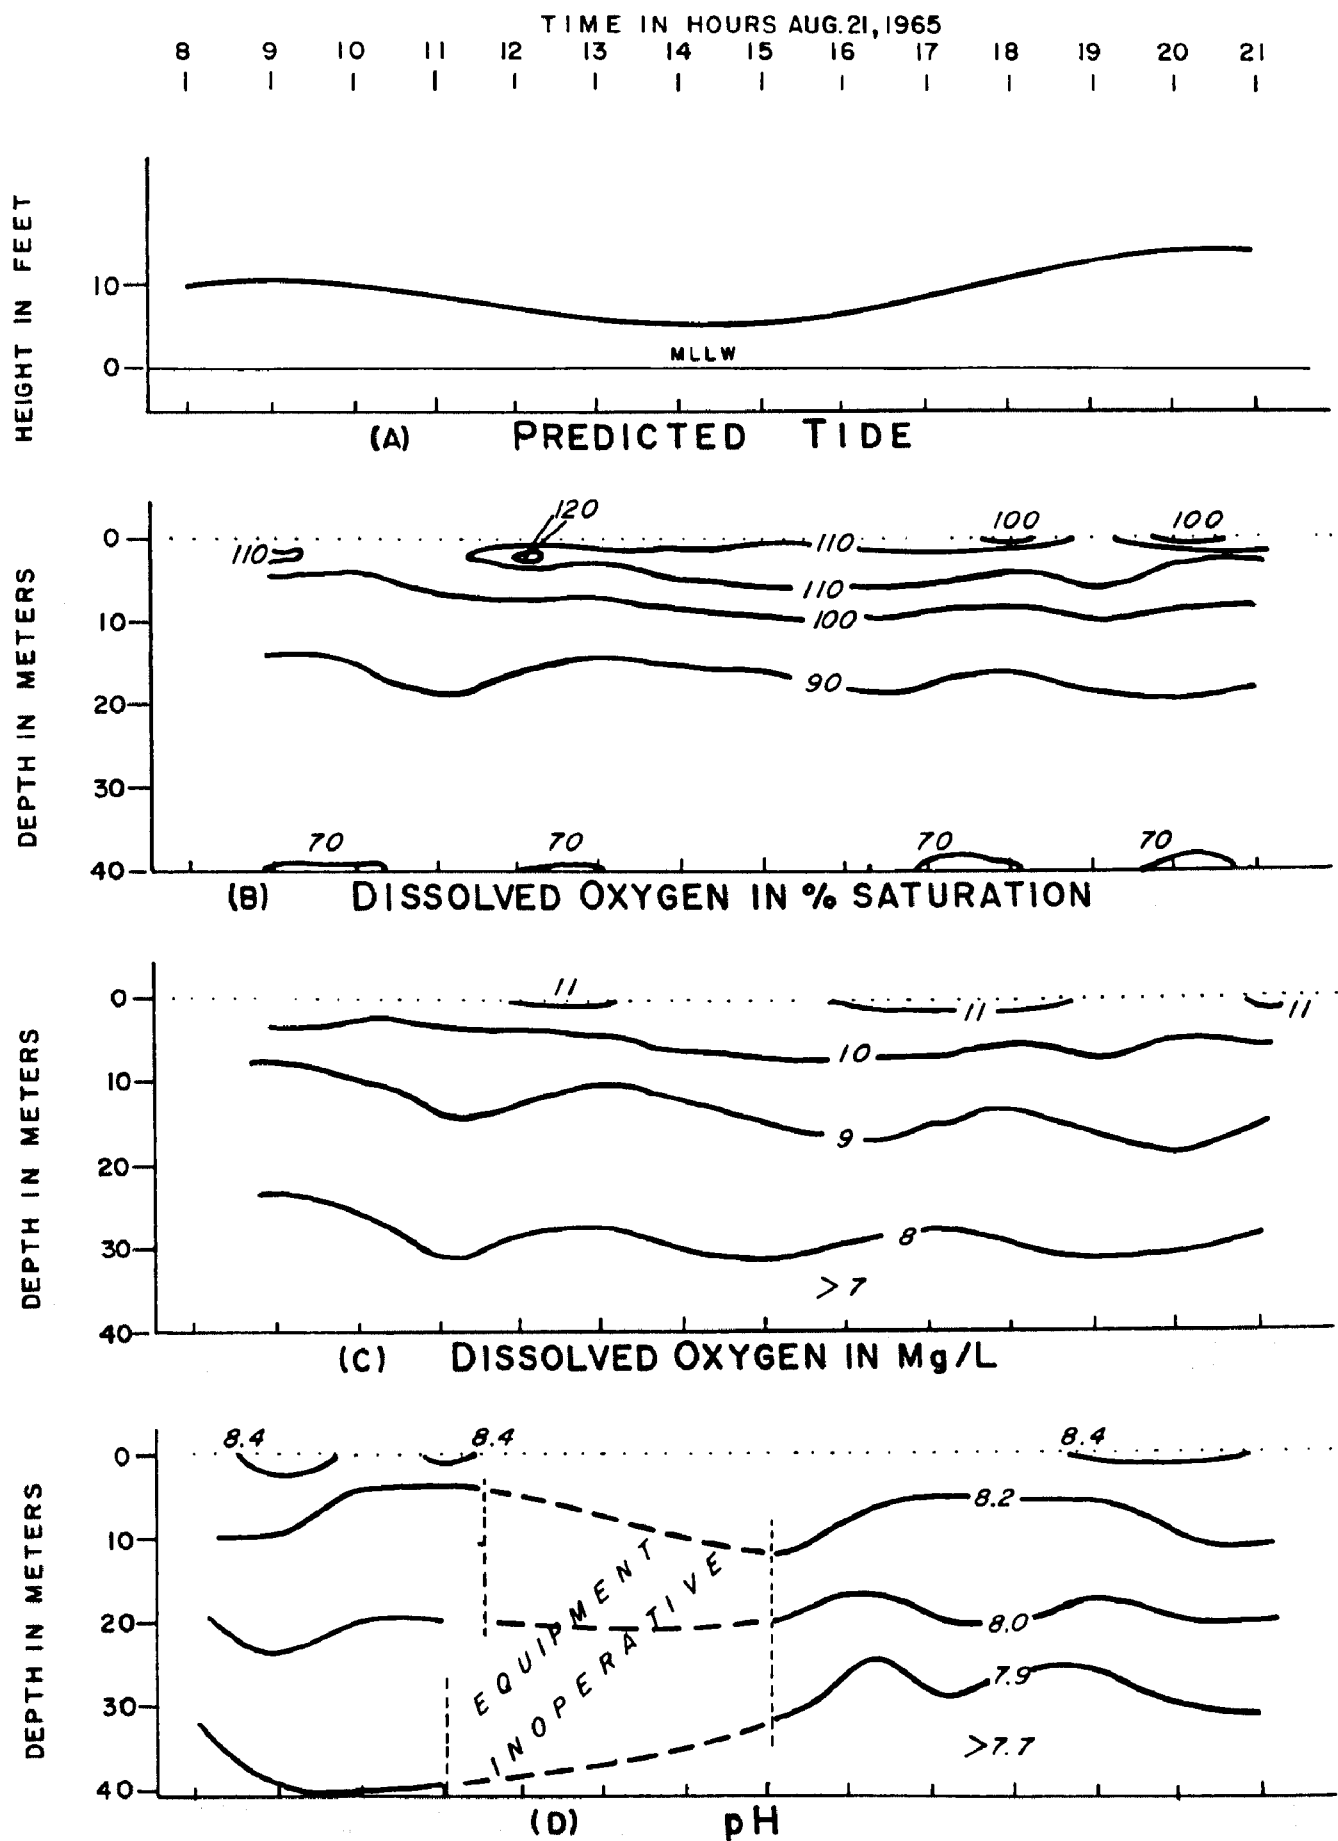 TIME IN HOURS AUG. 21, 1965
8 9 10 11 12 13 14 15 16 17 18 19 20 21
HEIGHT IN FEET
10
MLLW
0
(A) PREDICTED TIDE
DEPTH IN METERS
120
100 100
0
110 110
110
10
100
90
20
30
70 70 70 70
40
(B) DISSOLVED OXYGEN IN % SATURATION
DEPTH IN METERS
11
0
11 11
10
10
9
20
8
30
>7
40
(C) DISSOLVED OXYGEN IN Mg/L
DEPTH IN METERS
8.4 8.4 8.4
0
8.2
10
EQUIPMENT
INOPERATIVE
20
8.0
7.9
30
>7.7
40
(D) pH